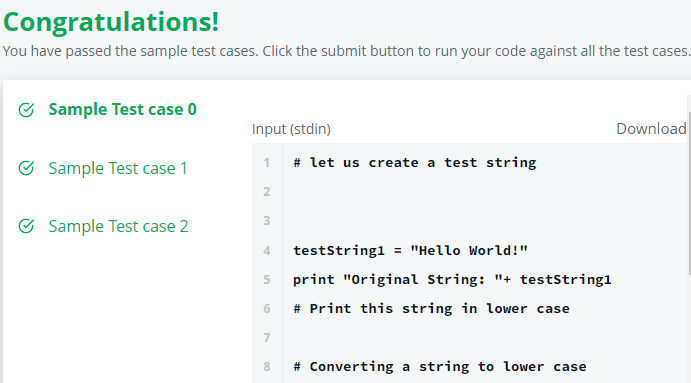 Congratulations!
You have passed the sample test cases. Click the submit button to run your code against all the test cases.
Sample Test case 0
Sample Test case 1
Sample Test case 2
Input (stdin)
Download
1 # let us create a test string
2
3
4 testString1 = "Hello World!"
5 print "Original String: "+ testString1
6 # Print this string in lower case
7
8 # Converting a string to lower case